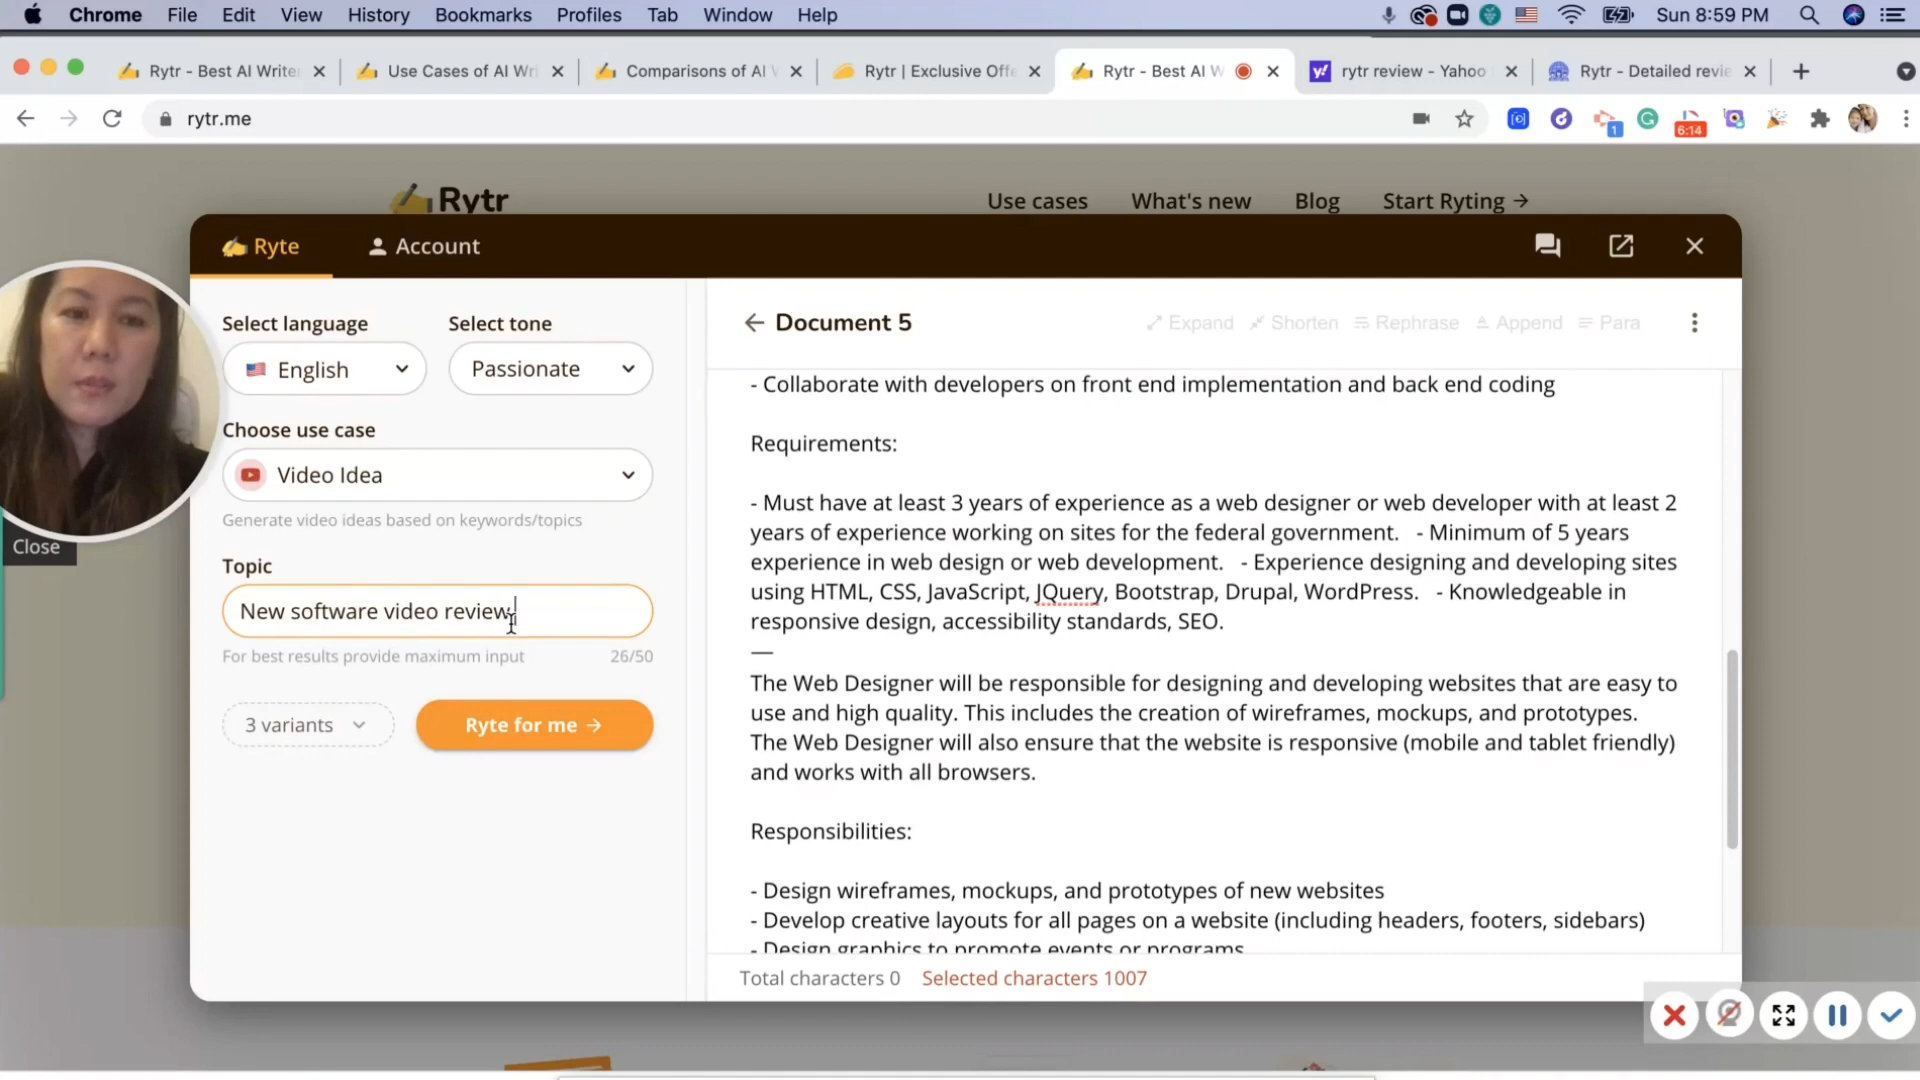 Chrome File Edit View History Bookmarks Profiles Tab Window Help Sun 8:59 PM
Rytr - Best AI Writer Use Cases of AI Wri Comparisons of AI Rytr | Exclusive Offe Rytr - Best AI W rytr review - Yahoo Rytr - Detailed revie
rytr.me 1 6:14
Rytr Use cases What's new Blog Start Ryting →
Ryte Account
Select language Select tone
English Passionate
Choose use case
Video Idea
Generate video ideas based on keywords/topics
Close
Topic
New software video review
For best results provide maximum input 26/50
3 variants Ryte for me →
← Document 5 Expand Shorten Rephrase Append Para
- Collaborate with developers on front end implementation and back end coding
Requirements:
- Must have at least 3 years of experience as a web designer or web developer with at least 2
years of experience working on sites for the federal government. - Minimum of 5 years
experience in web design or web development. - Experience designing and developing sites
using HTML, CSS, JavaScript, JQuery, Bootstrap, Drupal, WordPress. - Knowledgeable in
responsive design, accessibility standards, SEO.
—
The Web Designer will be responsible for designing and developing websites that are easy to
use and high quality. This includes the creation of wireframes, mockups, and prototypes.
The Web Designer will also ensure that the website is responsive (mobile and tablet friendly)
and works with all browsers.
Responsibilities:
- Design wireframes, mockups, and prototypes of new websites
- Develop creative layouts for all pages on a website (including headers, footers, sidebars)
- Design graphics to promote events or programs
Total characters 0 Selected characters 1007